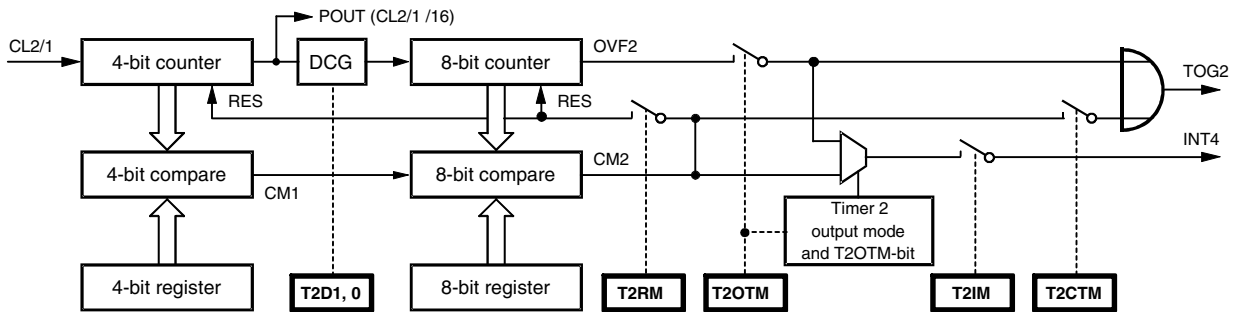 POUT (CL2/1 /16)
CL2/1
4-bit counter
DCG
8-bit counter
OVF2
TOG2
RES
RES
4-bit compare
CM1
8-bit compare
CM2
INT4
Timer 2
output mode
and T2OTM-bit
4-bit register
T2D1, 0
8-bit register
T2RM
T2OTM
T2IM
T2CTM